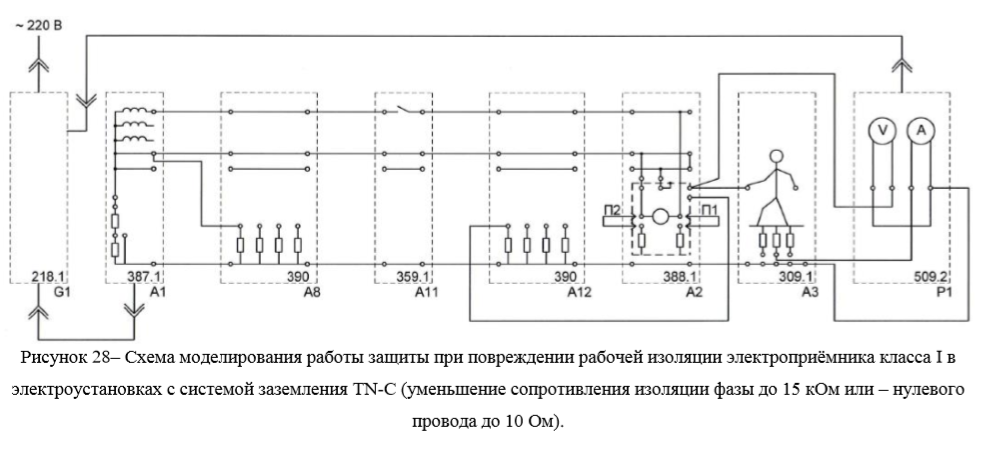 ~ 220 В
V A
П2 П1
218.1 387.1 390 359.1 390 388.1 309.1 509.2
G1 A1 A8 A11 A12 A2 A3 P1
Рисунок 28– Схема моделирования работы защиты при повреждении рабочей изоляции электроприёмника класса I в
электроустановках с системой заземления TN-C (уменьшение сопротивления изоляции фазы до 15 кОм или – нулевого
провода до 10 Ом).